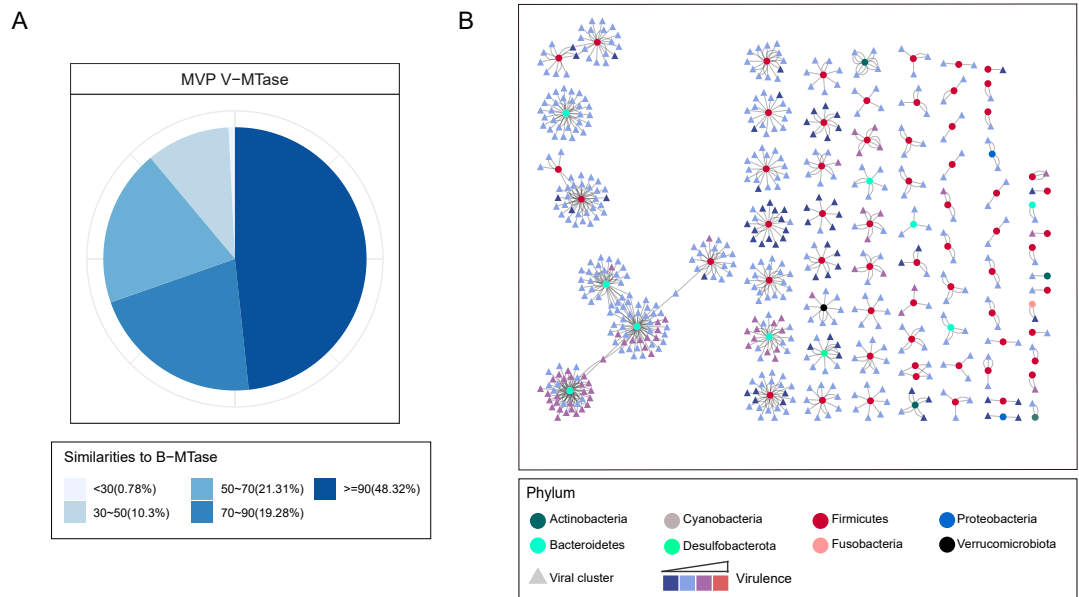 A
B
MVP V−MTase
Similarities to B−MTase
<30(0.78%)
50~70(21.31%)
>=90(48.32%)
30~50(10.3%)
70~90(19.28%)
Phylum
Actinobacteria
Cyanobacteria
Firmicutes
Proteobacteria
Bacteroidetes
Desulfobacterota
Fusobacteria
Verrucomicrobiota
Viral cluster
Virulence